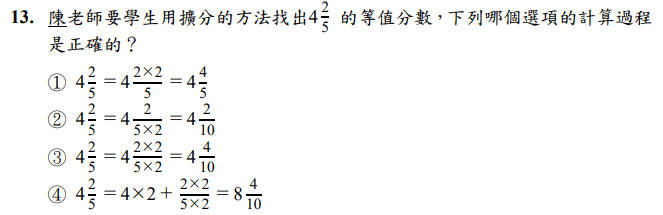 13. 陳老師要學生用擴分的方法找出4 2/5 的等值分數，下列哪個選項的計算過程
是正確的？
① 4 2/5 = 4 2×2/5 = 4 4/5
② 4 2/5 = 4 2/5×2 = 4 2/10
③ 4 2/5 = 4 2×2/5×2 = 4 4/10
④ 4 2/5 = 4×2 + 2×2/5×2 = 8 4/10